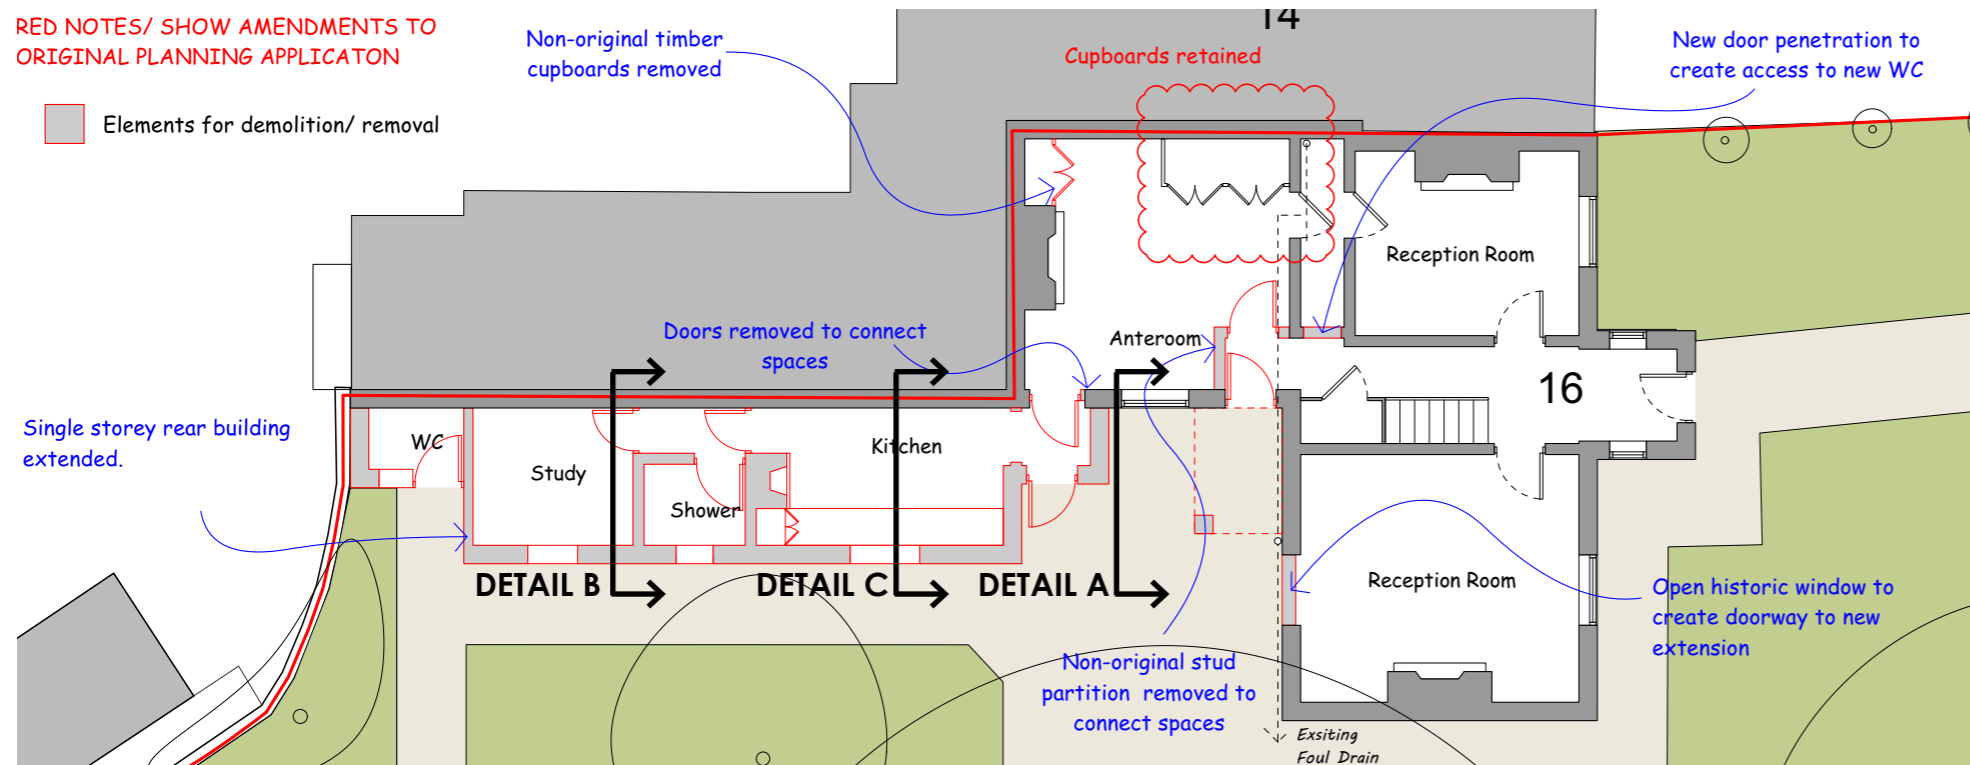 RED NOTES/ SHOW AMENDMENTS TO
ORIGINAL PLANNING APPLICATON
Elements for demolition/ removal
Non-original timber
cupboards removed
14
Cupboards retained
New door penetration to
create access to new WC
Reception Room
Doors removed to connect
spaces
Anteroom
16
Single storey rear building
extended.
WC
Study
Kitchen
Shower
DETAIL B
DETAIL C
DETAIL A
Reception Room
Open historic window to
create doorway to new
extension
Non-original stud
partition removed to
connect spaces
Exsiting
Foul Drain